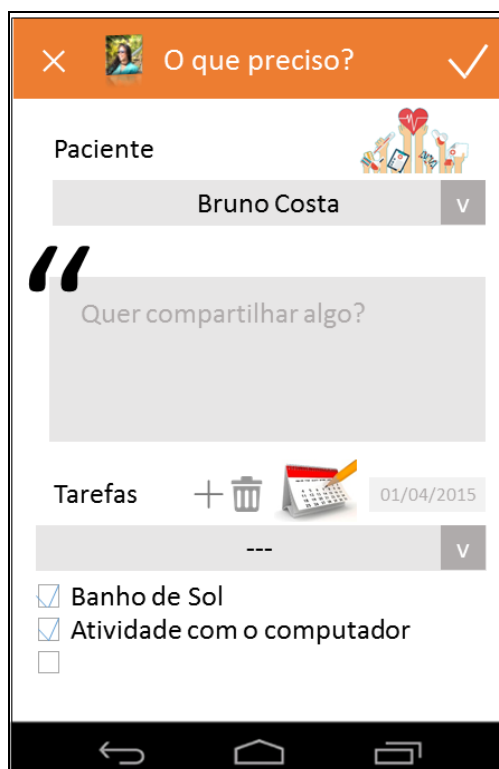 O que preciso?
Paciente
Bruno Costa
v
“
Quer compartilhar algo?
Tarefas
01/04/2015
---
v
Banho de Sol
Atividade com o computador